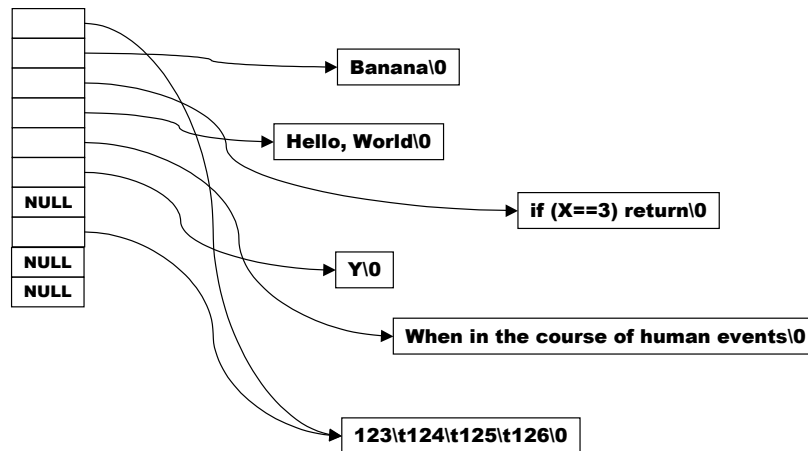 Banana\0
Hello, World\0
NULL
if (X==3) return\0
NULL
Y\0
NULL
When in the course of human events\0
123\t124\t125\t126\0